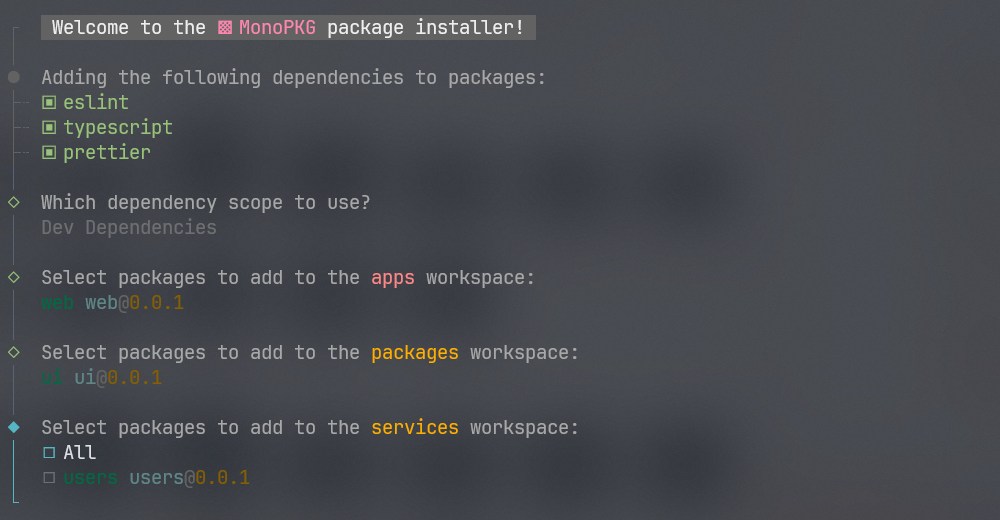 Welcome to the MonoPKG package installer!
Adding the following dependencies to packages:
eslint
typescript
prettier
Which dependency scope to use?
Dev Dependencies
Select packages to add to the apps workspace:
web web@0.0.1
Select packages to add to the packages workspace:
ui ui@0.0.1
Select packages to add to the services workspace:
All
users users@0.0.1